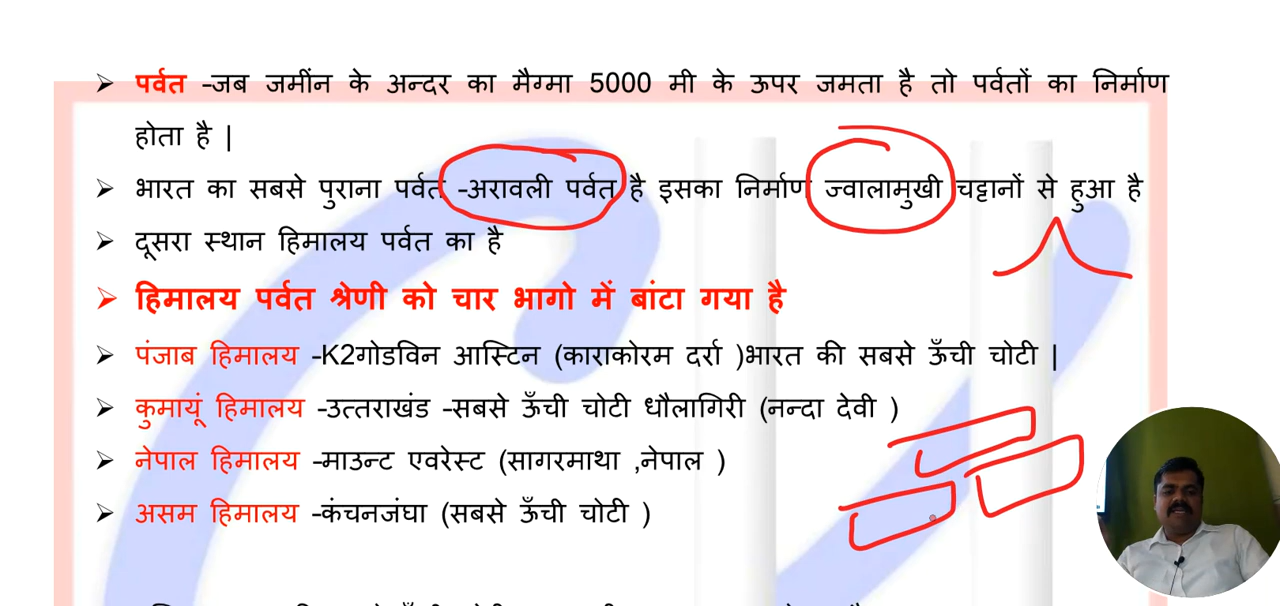 ➢ पर्वत –जब जमींन के अन्दर का मैग्मा 5000 मी के ऊपर जमता है तो पर्वतों का निर्माण
होता है |
➢ भारत का सबसे पुराना पर्वत –अरावली पर्वत है इसका निर्माण ज्वालामुखी चट्टानों से हुआ है
➢ दूसरा स्थान हिमालय पर्वत का है
➢ हिमालय पर्वत श्रेणी को चार भागो में बांटा गया है
➢ पंजाब हिमालय –K2गोडविन आस्टिन (काराकोरम दर्रा )भारत की सबसे ऊँची चोटी |
➢ कुमायूं हिमालय –उत्तराखंड –सबसे ऊँची चोटी धौलागिरी (नन्दा देवी )
➢ नेपाल हिमालय –माउन्ट एवरेस्ट (सागरमाथा ,नेपाल )
➢ असम हिमालय –कंचनजंघा (सबसे ऊँची चोटी )